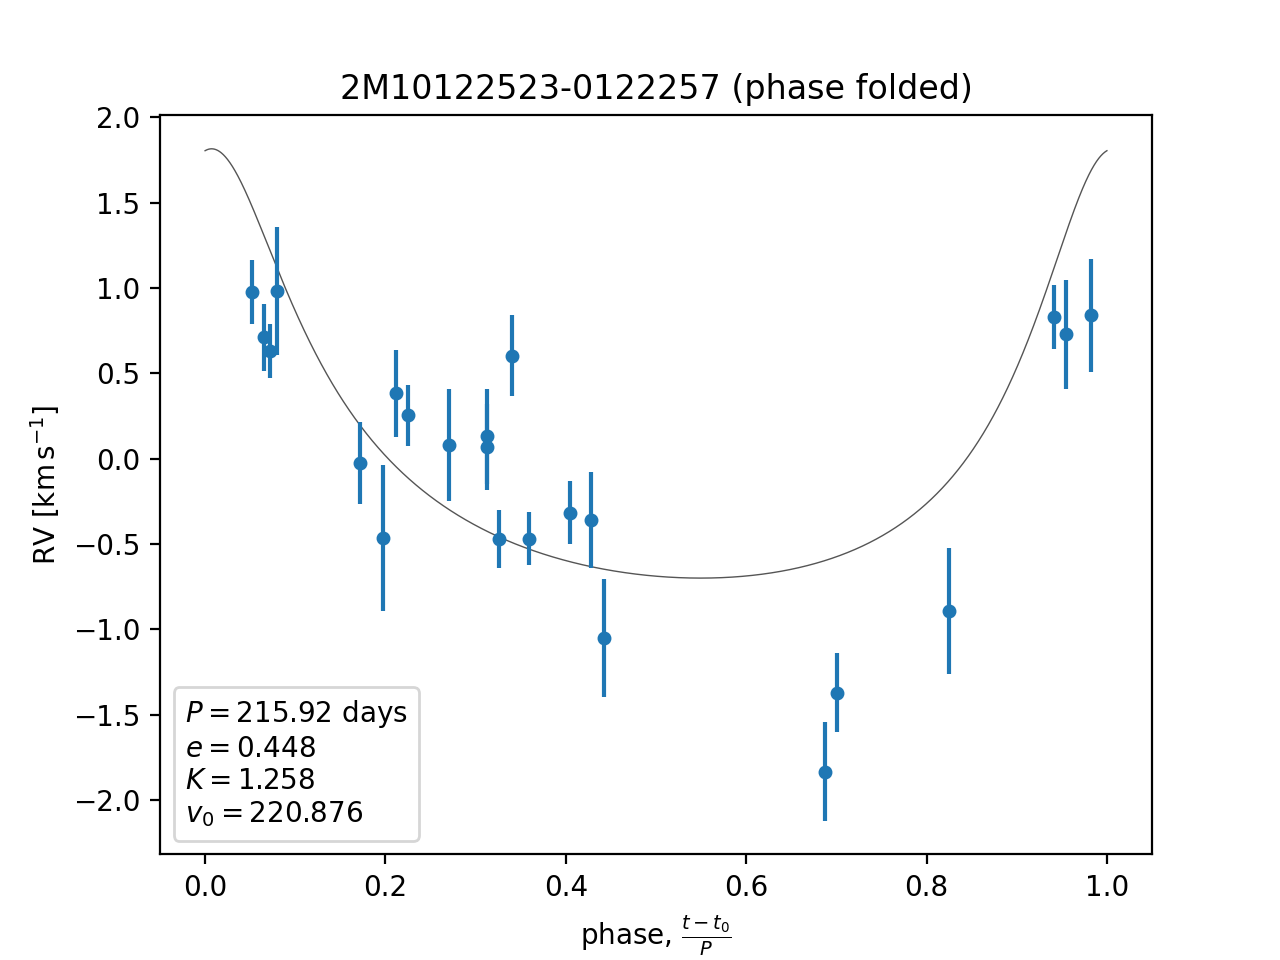 2M10122523-0122257 (phase folded)
RV [km s⁻¹]
2.0
1.5
1.0
0.5
0.0
−0.5
−1.0
−1.5
−2.0
P = 215.92 days
e = 0.448
K = 1.258
v₀ = 220.876
0.0 0.2 0.4 0.6 0.8 1.0
phase, (t − t₀)/P